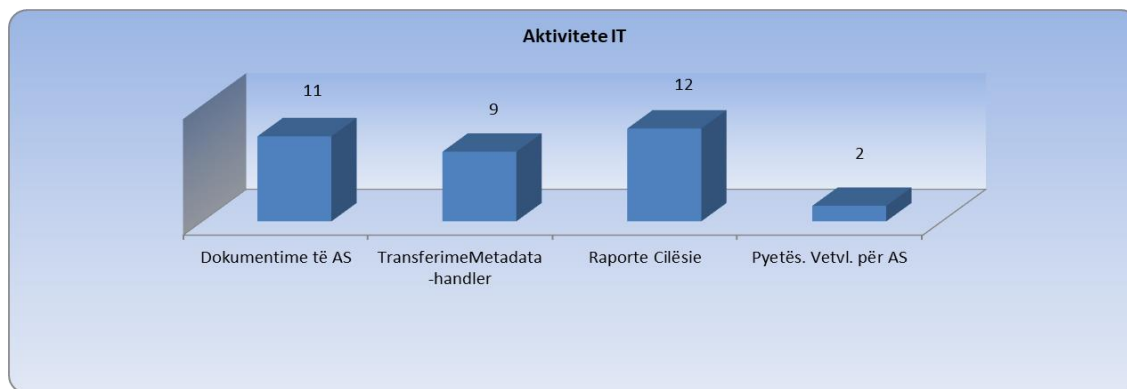 Aktivitete IT
11
9
12
2
Dokumentime të AS
TransferimeMetadata
-handler
Raporte Cilësie
Pyetës. Vetvl. për AS